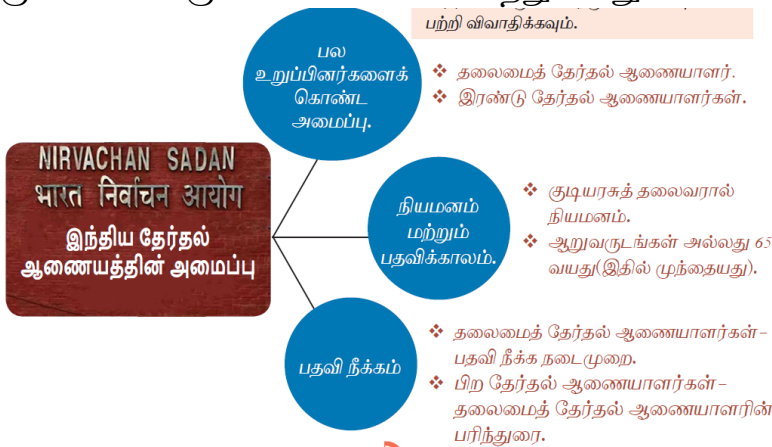 பற்றி விவாதிக்கவும்.
பல
உறுப்பினர்களைக்
கொண்ட
அமைப்பு.
❖ தலைமைத் தேர்தல் ஆணையாளர்.
❖ இரண்டு தேர்தல் ஆணையாளர்கள்.
NIRVACHAN SADAN
भारत निर्वाचन आयोग
இந்திய தேர்தல்
ஆணையத்தின் அமைப்பு
நியமனம்
மற்றும்
பதவிக்காலம்.
❖ குடியரசுத் தலைவரால்
நியமனம்.
❖ ஆறுவருடங்கள் அல்லது 65
வயது(இதில் முந்தையது).
பதவி நீக்கம்
❖ தலைமைத் தேர்தல் ஆணையாளர்கள்-
பதவி நீக்க நடைமுறை.
❖ பிற தேர்தல் ஆணையாளர்கள்-
தலைமைத் தேர்தல் ஆணையாளரின்
பரிந்துரை.